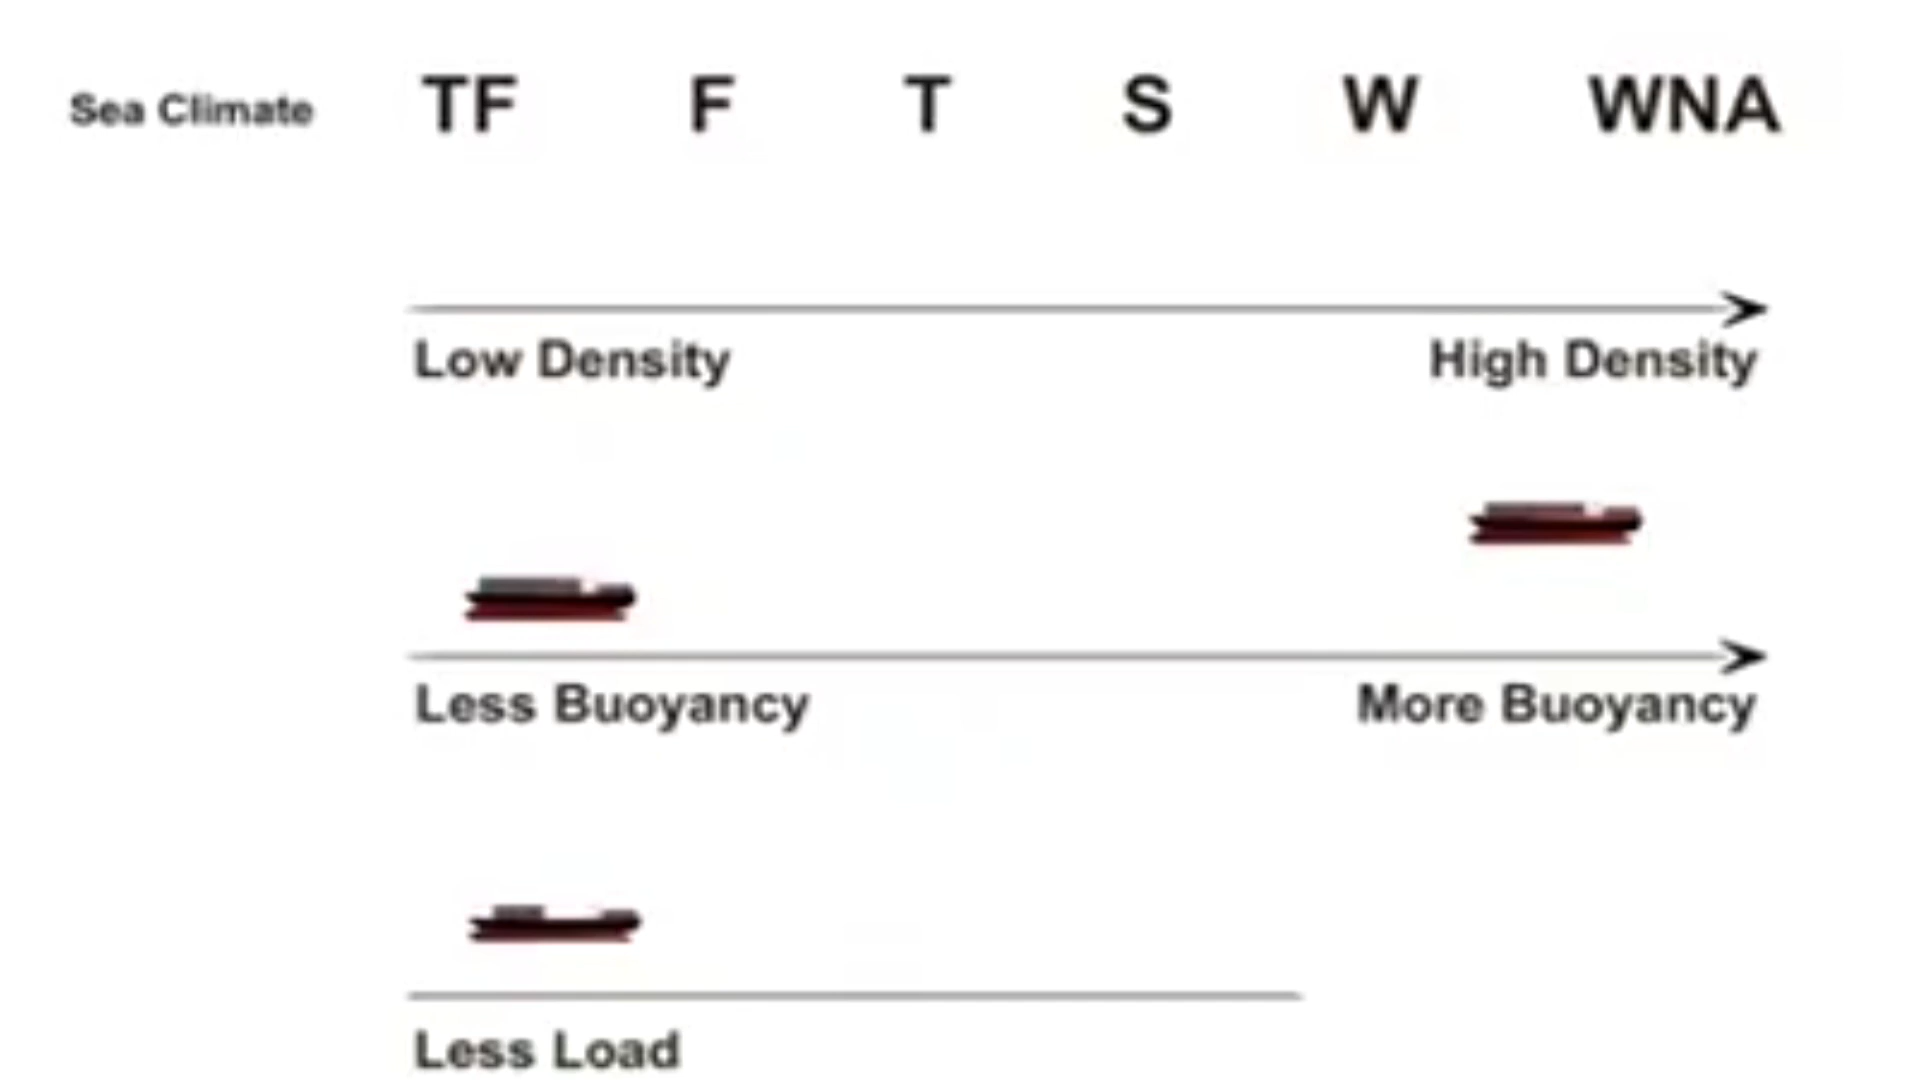 Sea Climate TF F T S W WNA
Low Density High Density
Less Buoyancy More Buoyancy
Less Load